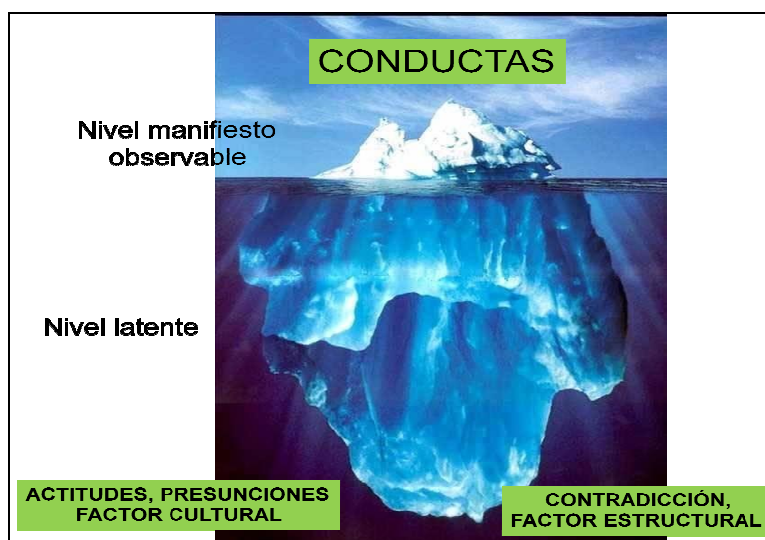 CONDUCTAS
Nivel manifiesto
observable
Nivel latente
ACTITUDES, PRESUNCIONES
FACTOR CULTURAL
CONTRADICCIÓN,
FACTOR ESTRUCTURAL